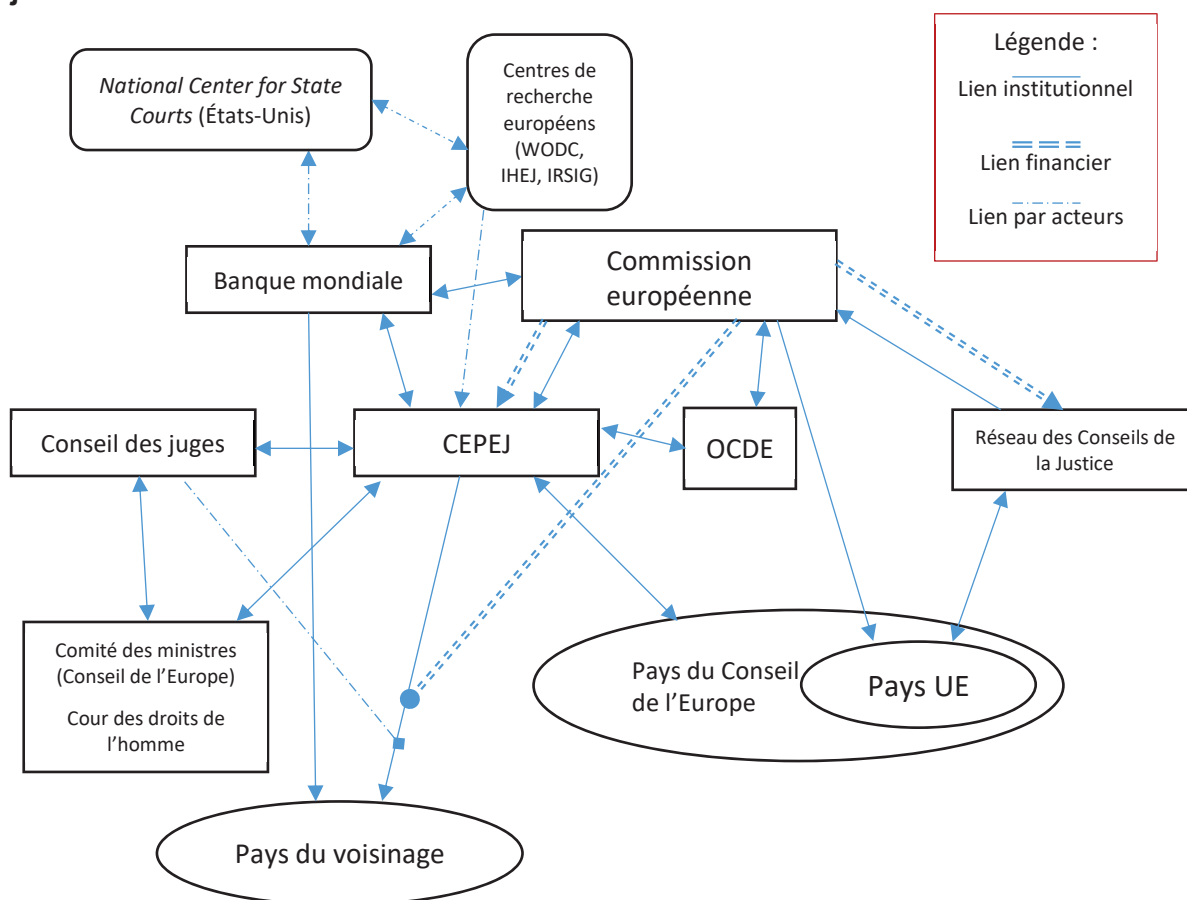 National Center for State
Courts (États-Unis)
Centres de
recherche
européens
(WODC,
IHEJ, IRSIG)
Légende :
Lien institutionnel
Lien financier
Lien par acteurs
Banque mondiale
Commission
européenne
Conseil des juges
CEPEJ
OCDE
Réseau des Conseils de
la Justice
Comité des ministres
(Conseil de l’Europe)
Cour des droits de
l’homme
Pays du Conseil
de l’Europe
Pays UE
Pays du voisinage